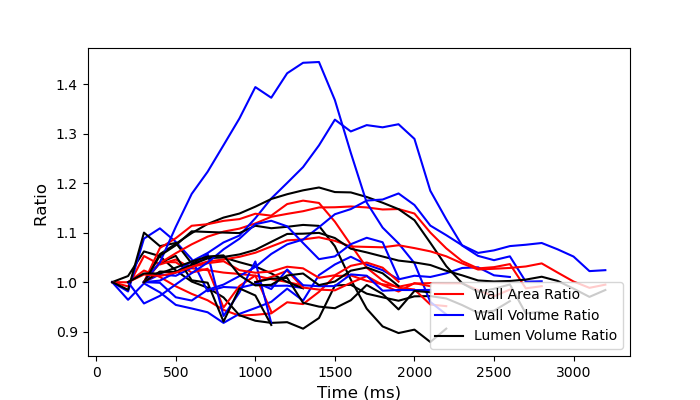 1.4
1.3
1.2
1.1
1.0
0.9
Ratio
0
500
1000
1500
2000
2500
3000
Time (ms)
Wall Area Ratio
Wall Volume Ratio
Lumen Volume Ratio